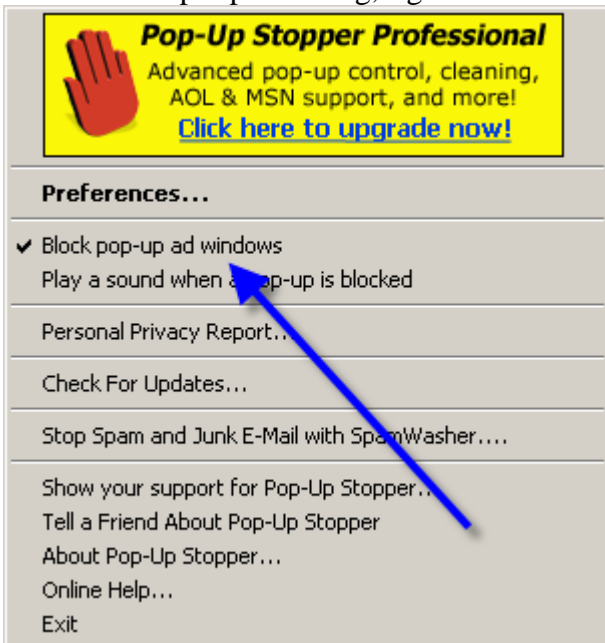 Pop-Up Stopper Professional
Advanced pop-up control, cleaning,
AOL & MSN support, and more!
Click here to upgrade now!
Preferences...
Block pop-up ad windows
Play a sound when a pop-up is blocked
Personal Privacy Report...
Check For Updates...
Stop Spam and Junk E-Mail with SpamWasher....
Show your support for Pop-Up Stopper...
Tell a Friend About Pop-Up Stopper
About Pop-Up Stopper...
Online Help...
Exit